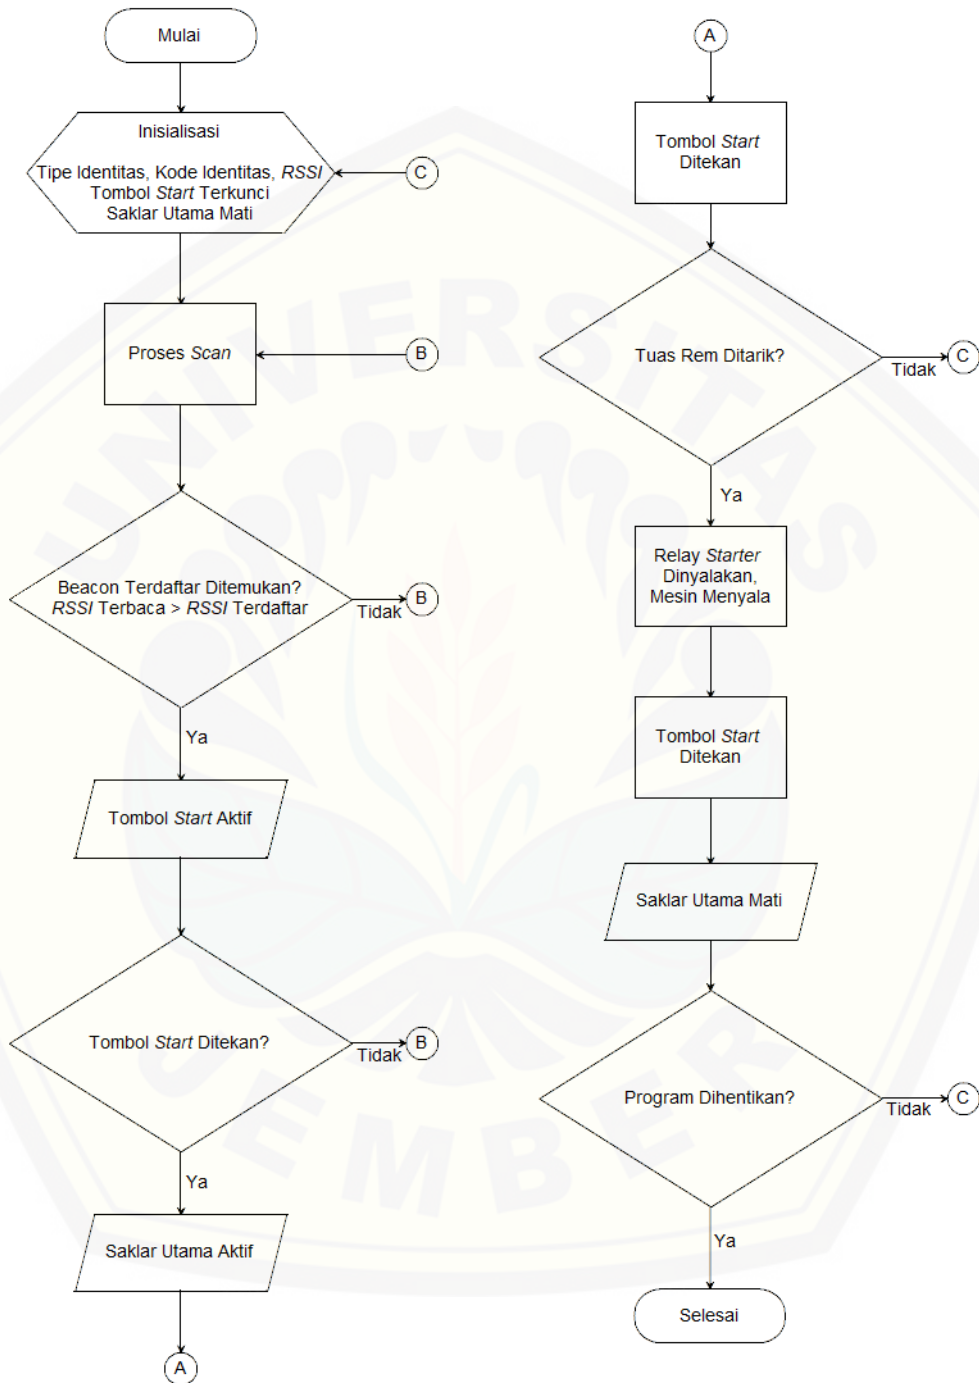 Mulai
Inisialisasi
Tipe Identitas, Kode Identitas, RSSI
Tombol Start Terkunci
Saklar Utama Mati
C
Proses Scan
B
Beacon Terdaftar Ditemukan?
RSSI Terbaca > RSSI Terdaftar
Tidak
B
Ya
Tombol Start Aktif
Tombol Start Ditekan?
Tidak
B
Ya
Saklar Utama Aktif
A
A
Tombol Start
Ditekan
Tuas Rem Ditarik?
Tidak
C
Ya
Relay Starter
Dinyalakan,
Mesin Menyala
Tombol Start
Ditekan
Saklar Utama Mati
Program Dihentikan?
Tidak
C
Ya
Selesai
UNIVERSITAS
JEMBER